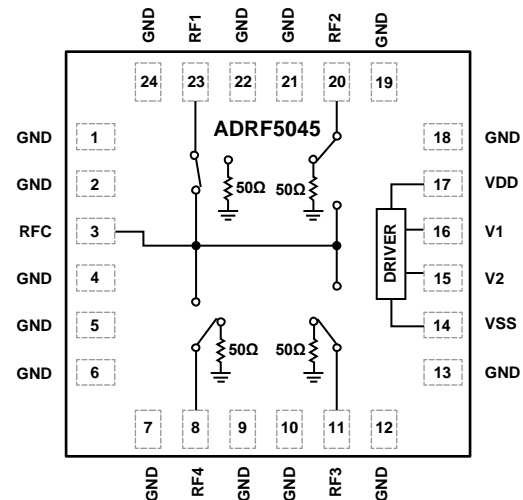 GND
RF1
GND
GND
RF2
GND
24
23
22
21
20
19
ADRF5045
GND
1
GND
2
RFC
3
GND
4
GND
5
GND
6
18
GND
17
VDD
16
V1
15
V2
14
VSS
13
GND
50Ω
50Ω
DRIVER
50Ω
50Ω
7
8
9
10
11
12
GND
RF4
GND
GND
RF3
GND